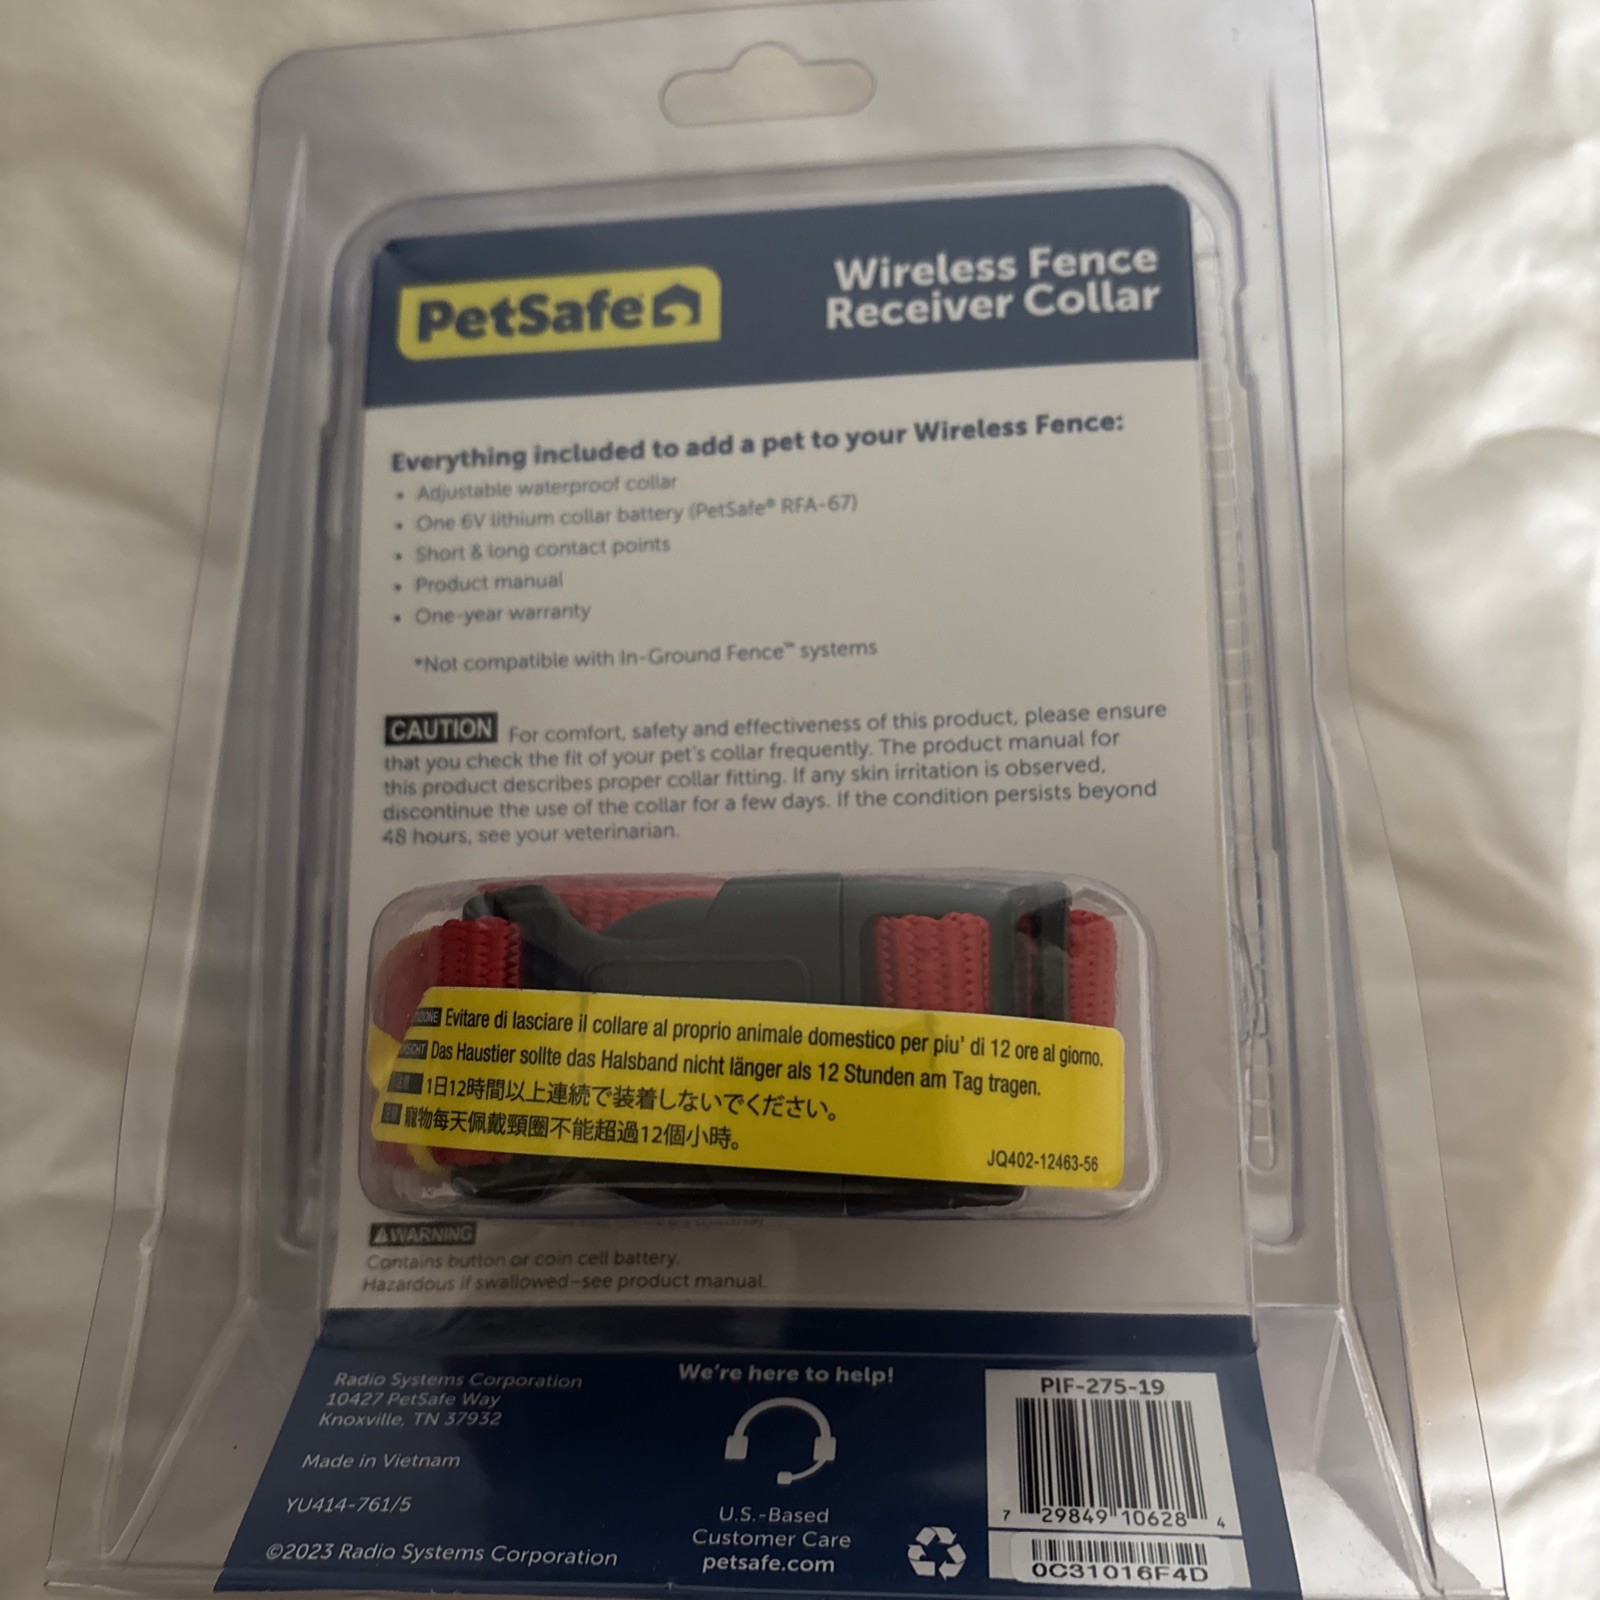 PetSafe
Wireless Fence
Receiver Collar
Everything included to add a pet to your Wireless Fence:
• Adjustable waterproof collar
• One 6V lithium collar battery (PetSafe® RFA-67)
• Short & long contact points
• Product manual
• One-year warranty
*Not compatible with In-Ground Fence™ systems
CAUTION For comfort, safety and effectiveness of this product, please ensure
that you check the fit of your pet's collar frequently. The product manual for
this product describes proper collar fitting. If any skin irritation is observed,
discontinue the use of the collar for a few days. If the condition persists beyond
48 hours, see your veterinarian.
Evitare di lasciare il collare al proprio animale domestico per piu' di 12 ore al giorno.
Das Haustier sollte das Halsband nicht länger als 12 Stunden am Tag tragen.
1日12時間以上連続で装着しないでください。
寵物每天佩戴頸圈不能超過12個小時。
JQ402-12463-56
WARNING
Contains button or coin cell battery.
Hazardous if swallowed–see product manual.
Radio Systems Corporation
10427 PetSafe Way
Knoxville, TN 37932
Made in Vietnam
YU414-761/5
©2023 Radio Systems Corporation
We're here to help!
U.S.-Based
Customer Care
petsafe.com
PIF-275-19
7 29849 10628 4
0C31016F4D